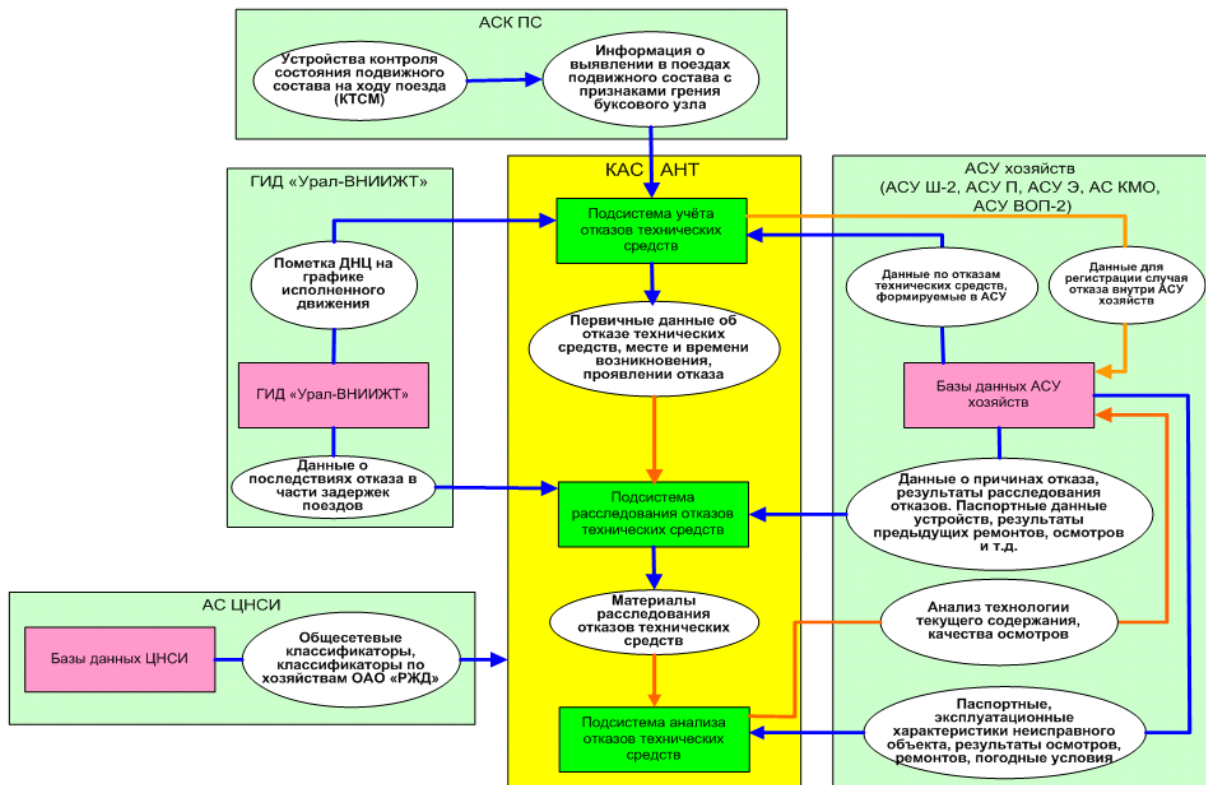 АСК ПС
Устройства контроля
состояния подвижного
состава на ходу поезда
(КТСМ)
Информация о
выявлении в поездах
подвижного состава с
признаками грения
буксового узла
ГИД «Урал-ВНИИЖТ»
Пометка ДНЦ на
графике
исполненного
движения
ГИД «Урал-ВНИИЖТ»
Данные о
последствиях отказа в
части задержек
поездов
КАС АНТ
Подсистема учёта
отказов технических
средств
Первичные данные об
отказе технических
средств, месте и времени
возникновения,
проявлении отказа
Подсистема
расследования отказов
технических средств
Материалы
расследования
отказов технических
средств
Подсистема анализа
отказов технических
средств
АСУ хозяйств
(АСУ Ш-2, АСУ П, АСУ Э, АС КМО,
АСУ ВОП-2)
Данные по отказам
технических средств,
формируемые в АСУ
Данные для
регистрации случая
отказа внутри АСУ
хозяйств
Базы данных АСУ
хозяйств
Данные о причинах отказа,
результаты расследования
отказов. Паспортные данные
устройств, результаты
предыдущих ремонтов, осмотров
и т.д.
Анализ технологии
текущего содержания,
качества осмотров
Паспортные,
эксплуатационные
характеристики неисправного
объекта, результаты осмотров,
ремонтов, погодные условия
АС ЦНСИ
Базы данных ЦНСИ
Общесетевые
классификаторы,
классификаторы по
хозяйствам ОАО «РЖД»